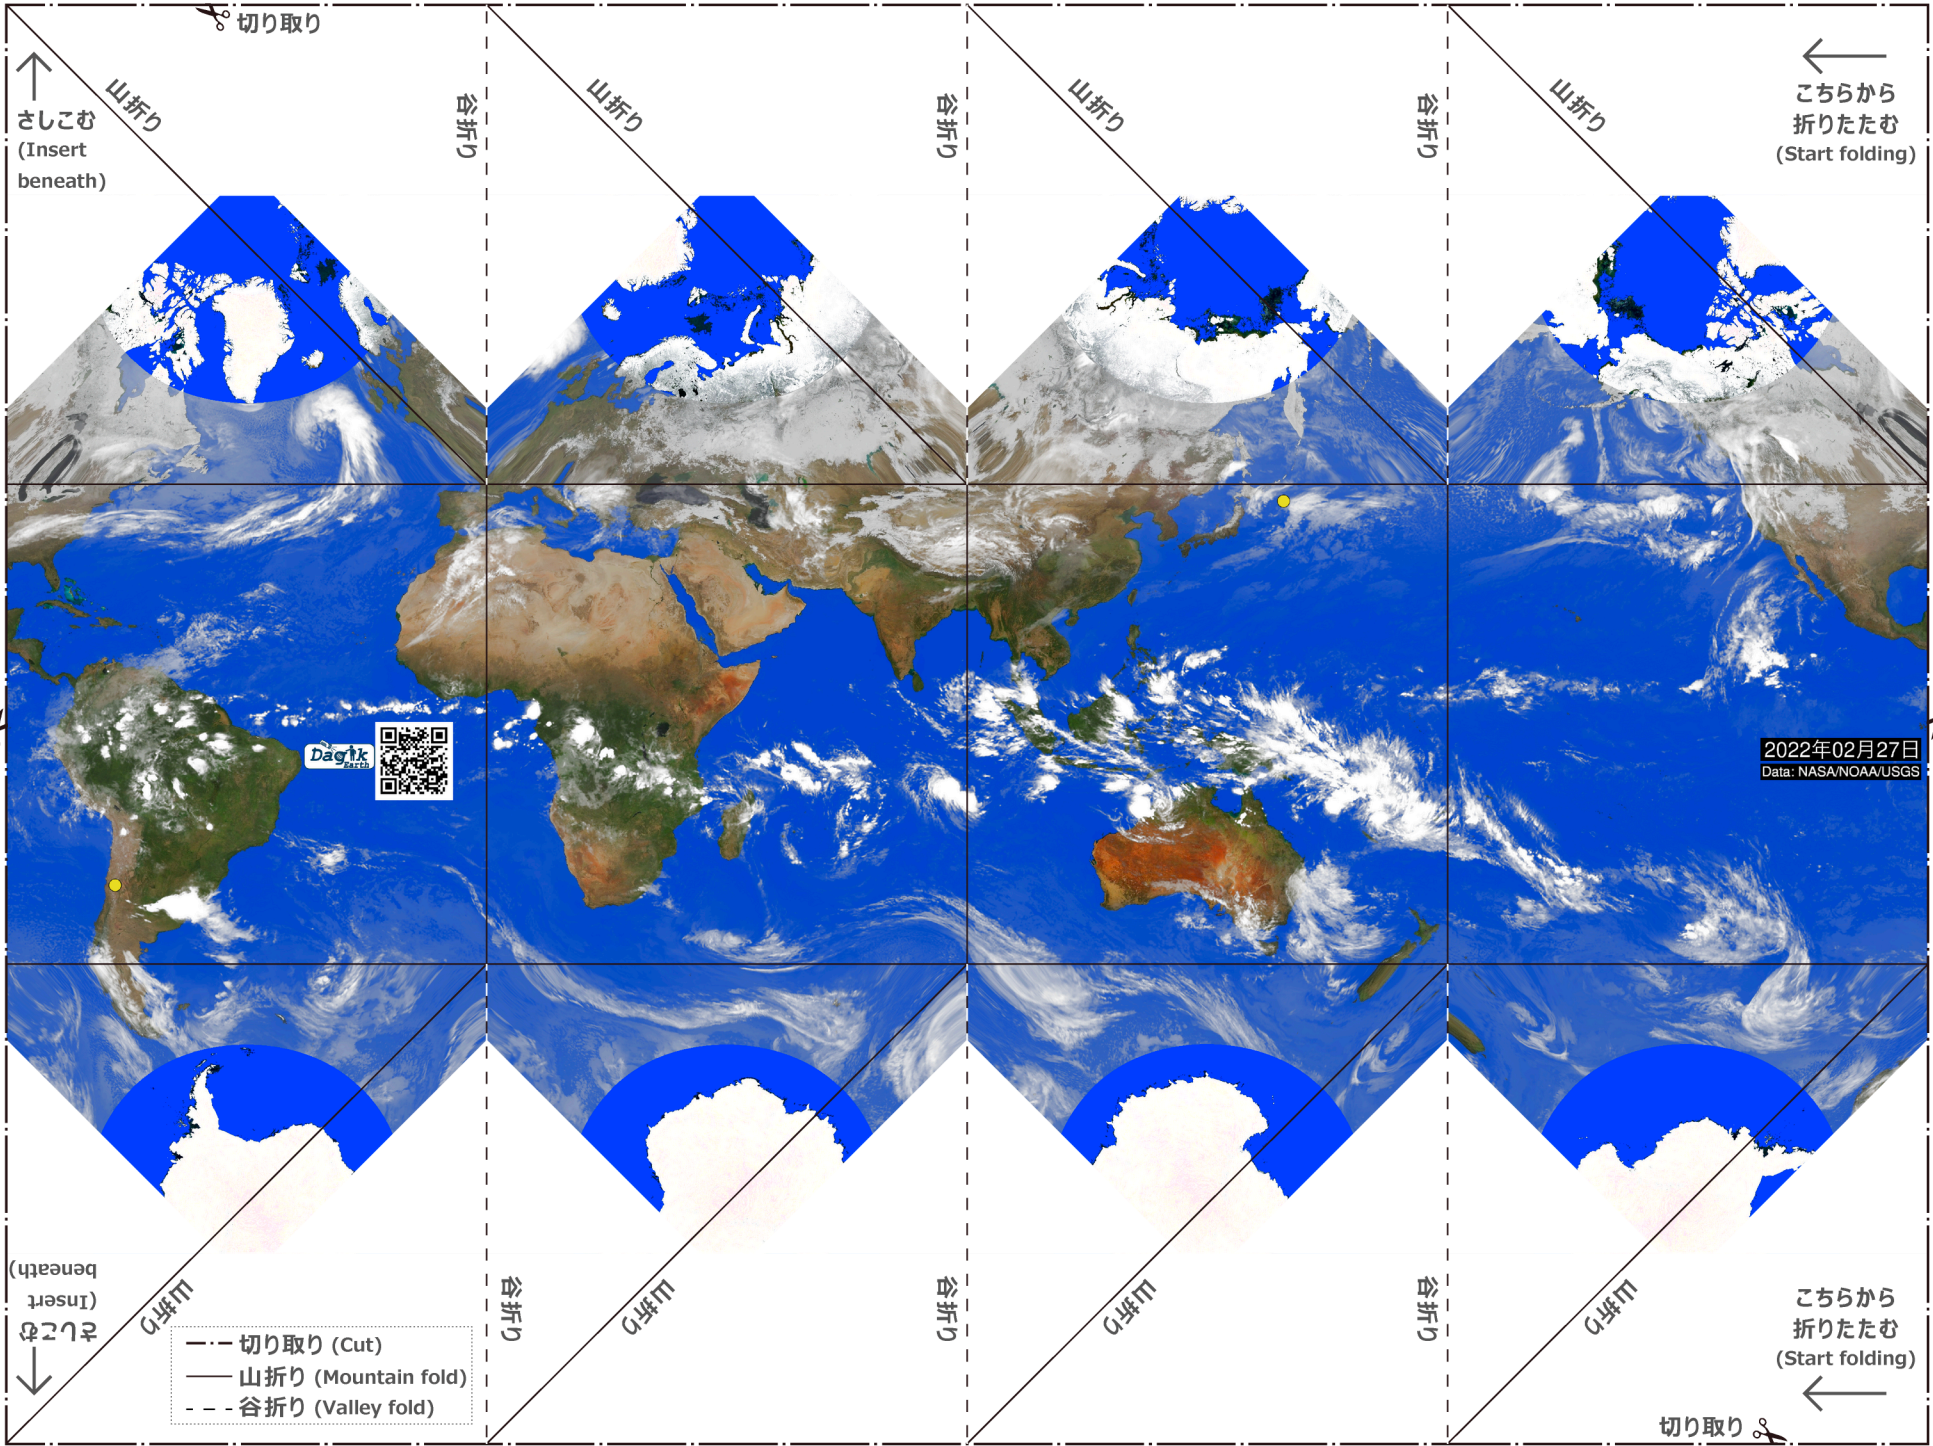 切り取り
山折り
谷折り
山折り
谷折り
山折り
谷折り
山折り
さしこむ
(Insert
beneath)
こちらから
折りたたむ
(Start folding)
Dagik
Earth
2022年02月27日
Data: NASA/NOAA/USGS
さしこむ
(Insert
beneath)
山折り
谷折り
山折り
谷折り
山折り
谷折り
山折り
こちらから
折りたたむ
(Start folding)
切り取り (Cut)
山折り (Mountain fold)
谷折り (Valley fold)
切り取り